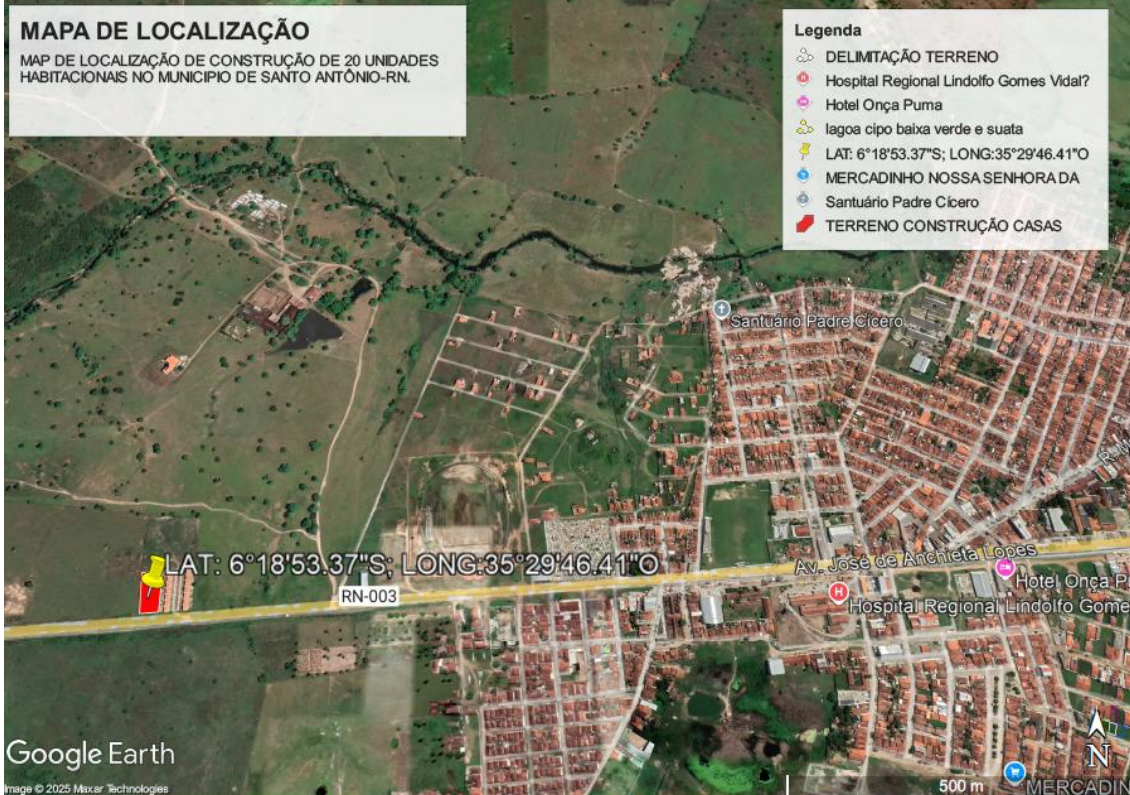 MAPA DE LOCALIZAÇÃO
MAP DE LOCALIZAÇÃO DE CONSTRUÇÃO DE 20 UNIDADES
HABITACIONAIS NO MUNICIPIO DE SANTO ANTÔNIO-RN.
Legenda
DELIMITAÇÃO TERRENO
Hospital Regional Lindolfo Gomes Vidal?
Hotel Onça Puma
lagoa cipo baixa verde e suata
LAT: 6°18'53.37"S; LONG:35°29'46.41"O
MERCADINHO NOSSA SENHORA DA
Santuário Padre Cícero
TERRENO CONSTRUÇÃO CASAS
Santuário Padre Cícero
LAT: 6°18'53.37"S; LONG:35°29'46.41"O
Av. José de Anchieta Lopes
RN-003
Hotel Onça Pu
Hospital Regional Lindolfo Gome
Google Earth
N
Image © 2025 Maxar Technologies
500 m
MERCADIN